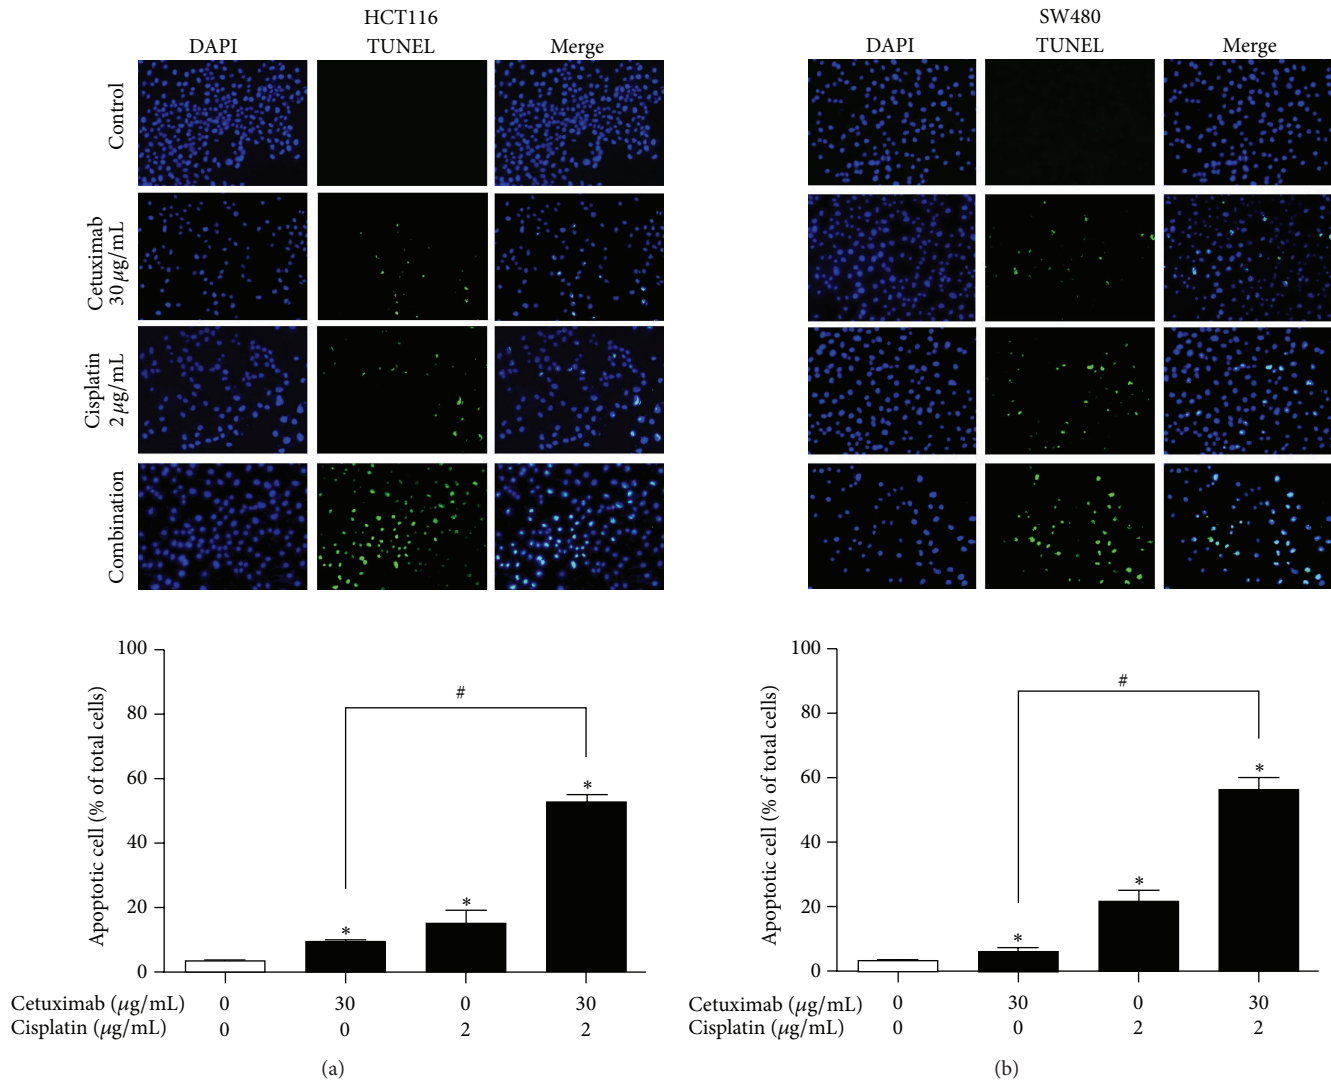 HCT116
DAPI TUNEL Merge
Control
Cetuximab
30 μg/mL
Cisplatin
2 μg/mL
Combination
SW480
DAPI TUNEL Merge
Apoptotic cell (% of total cells)
100
80
60
40
20
0
#
* * *
Cetuximab (μg/mL) 0 30 0 30
Cisplatin (μg/mL) 0 0 2 2
(a)
Apoptotic cell (% of total cells)
100
80
60
40
20
0
#
* * *
Cetuximab (μg/mL) 0 30 0 30
Cisplatin (μg/mL) 0 0 2 2
(b)